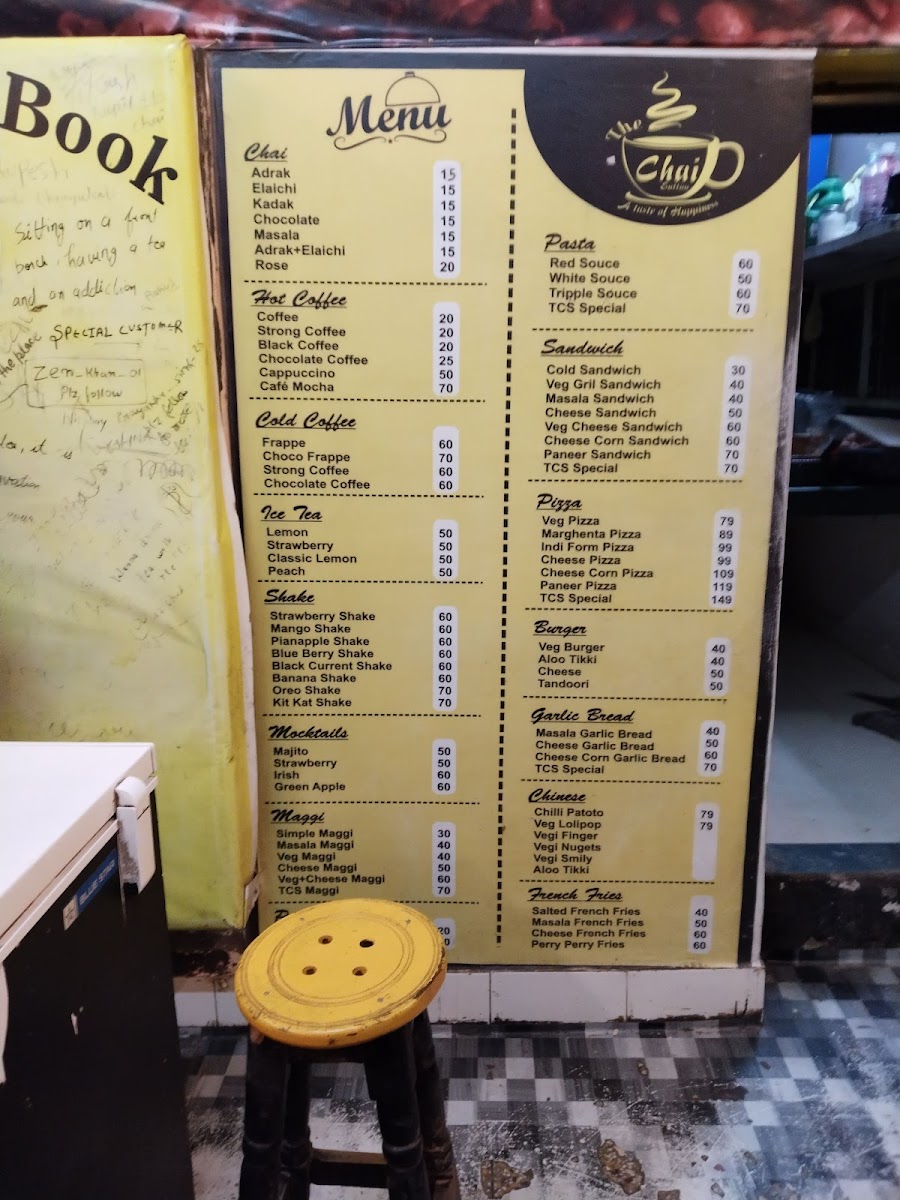 Book
Sitting on a front
bench, having a tea
and an addiction
the place
SPECIAL CUSTOMER
Zen_Khan_01
Plz follow
Menu
Chai
Adrak 15
Elaichi 15
Kadak 15
Chocolate 15
Masala 15
Adrak+Elaichi 15
Rose 20
Hot Coffee
Coffee 20
Strong Coffee 20
Black Coffee 20
Chocolate Coffee 25
Cappuccino 50
Café Mocha 70
Cold Coffee
Frappe 60
Choco Frappe 70
Strong Coffee 60
Chocolate Coffee 60
Ice Tea
Lemon 50
Strawberry 50
Classic Lemon 50
Peach 50
Shake
Strawberry Shake 60
Mango Shake 60
Pianapple Shake 60
Blue Berry Shake 60
Black Current Shake 60
Banana Shake 60
Oreo Shake 70
Kit Kat Shake 70
Mocktails
Majito 50
Strawberry 50
Irish 60
Green Apple 60
Maggi
Simple Maggi 30
Masala Maggi 40
Veg Maggi 40
Cheese Maggi 50
Veg+Cheese Maggi 60
TCS Maggi 70
20
The
Chai
A taste of Happiness
Pasta
Red Souce 60
White Souce 50
Tripple Souce 60
TCS Special 70
Sandwich
Cold Sandwich 30
Veg Gril Sandwich 40
Masala Sandwich 40
Cheese Sandwich 50
Veg Cheese Sandwich 60
Cheese Corn Sandwich 60
Paneer Sandwich 70
TCS Special 70
Pizza
Veg Pizza 79
Marghenta Pizza 89
Indi Form Pizza 99
Cheese Pizza 99
Cheese Corn Pizza 109
Paneer Pizza 119
TCS Special 149
Burger
Veg Burger 40
Aloo Tikki 40
Cheese 50
Tandoori 50
Garlic Bread
Masala Garlic Bread 40
Cheese Garlic Bread 50
Cheese Corn Garlic Bread 60
TCS Special 70
Chinese
Chilli Patoto 79
Veg Lolipop 79
Vegi Finger
Vegi Nugets
Vegi Smily
Aloo Tikki
French Fries
Salted French Fries 40
Masala French Fries 50
Cheese French Fries 60
Perry Perry Fries 60
BLUE STAR